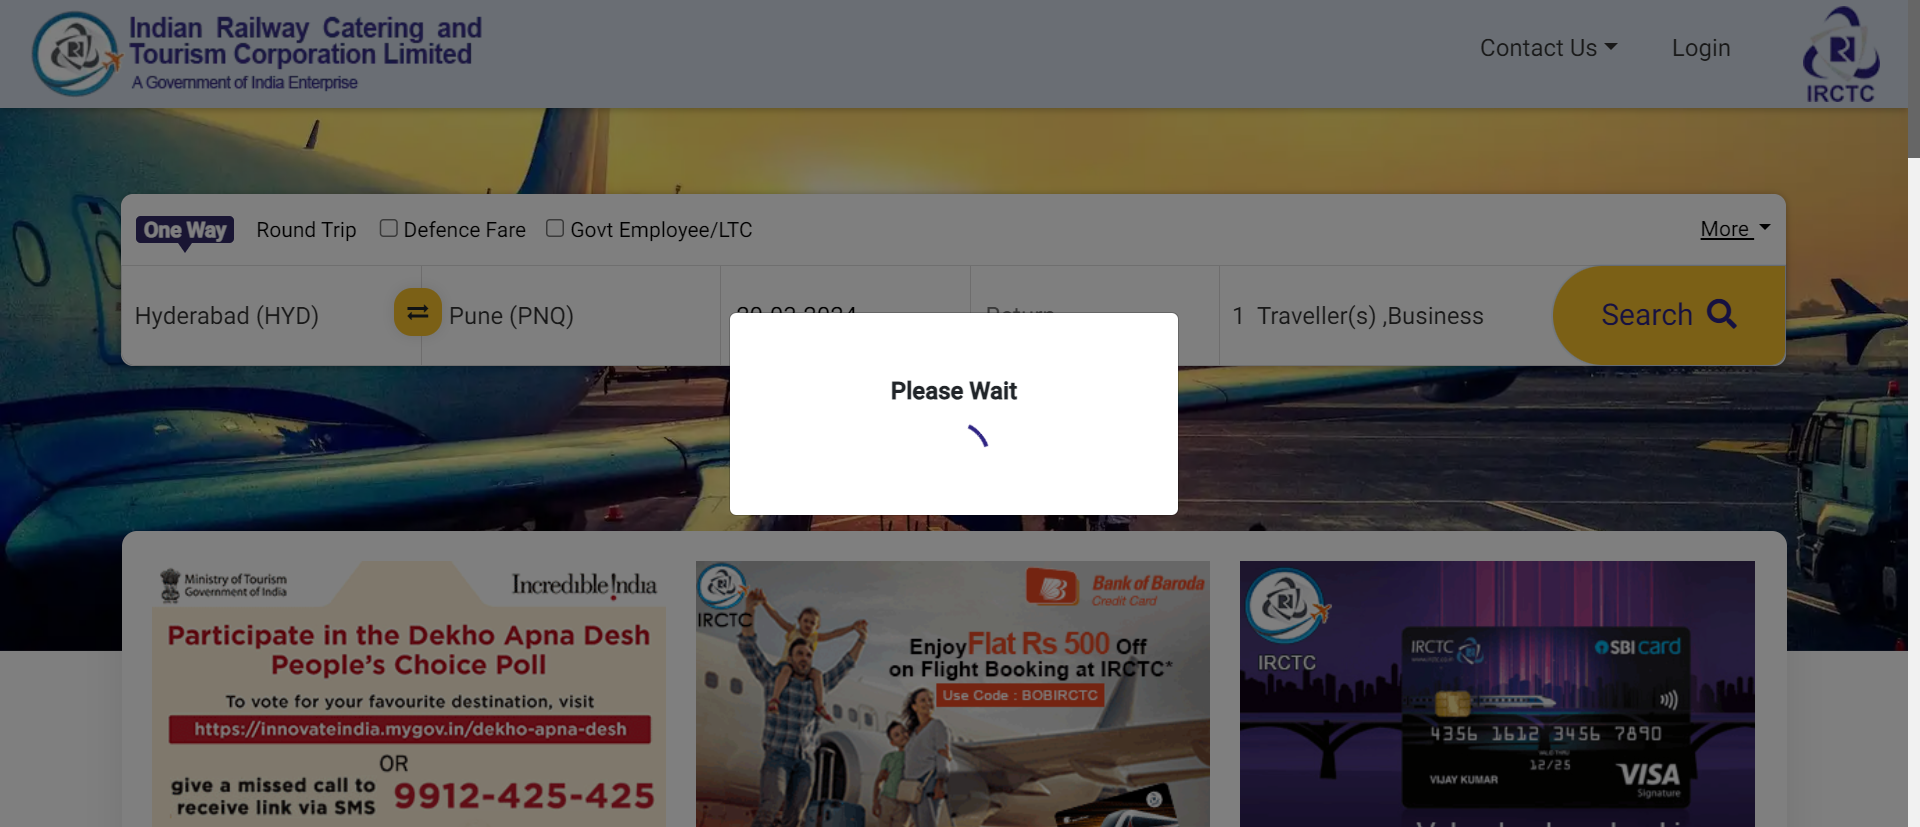 Indian Railway Catering and
Tourism Corporation Limited
A Government of India Enterprise
Contact Us
Login
IRCTC
One Way
Round Trip
Defence Fare
Govt Employee/LTC
More
Hyderabad (HYD)
Pune (PNQ)
1 Traveller(s) ,Business
Search
Please Wait
Ministry of Tourism
Government of India
Incredible!ndia
Participate in the Dekho Apna Desh
People's Choice Poll
To vote for your favourite destination, visit
https://innovateindia.mygov.in/dekho-apna-desh
OR
give a missed call to
receive link via SMS
9912-425-425
IRCTC
Bank of Baroda
Credit Card
Enjoy Flat Rs 500 Off
on Flight Booking at IRCTC*
Use Code : BOBIRCTC
IRCTC
IRCTC
SBI card
4356 1612 3456 7890
12/25
VIJAY KUMAR
VISA
Signature